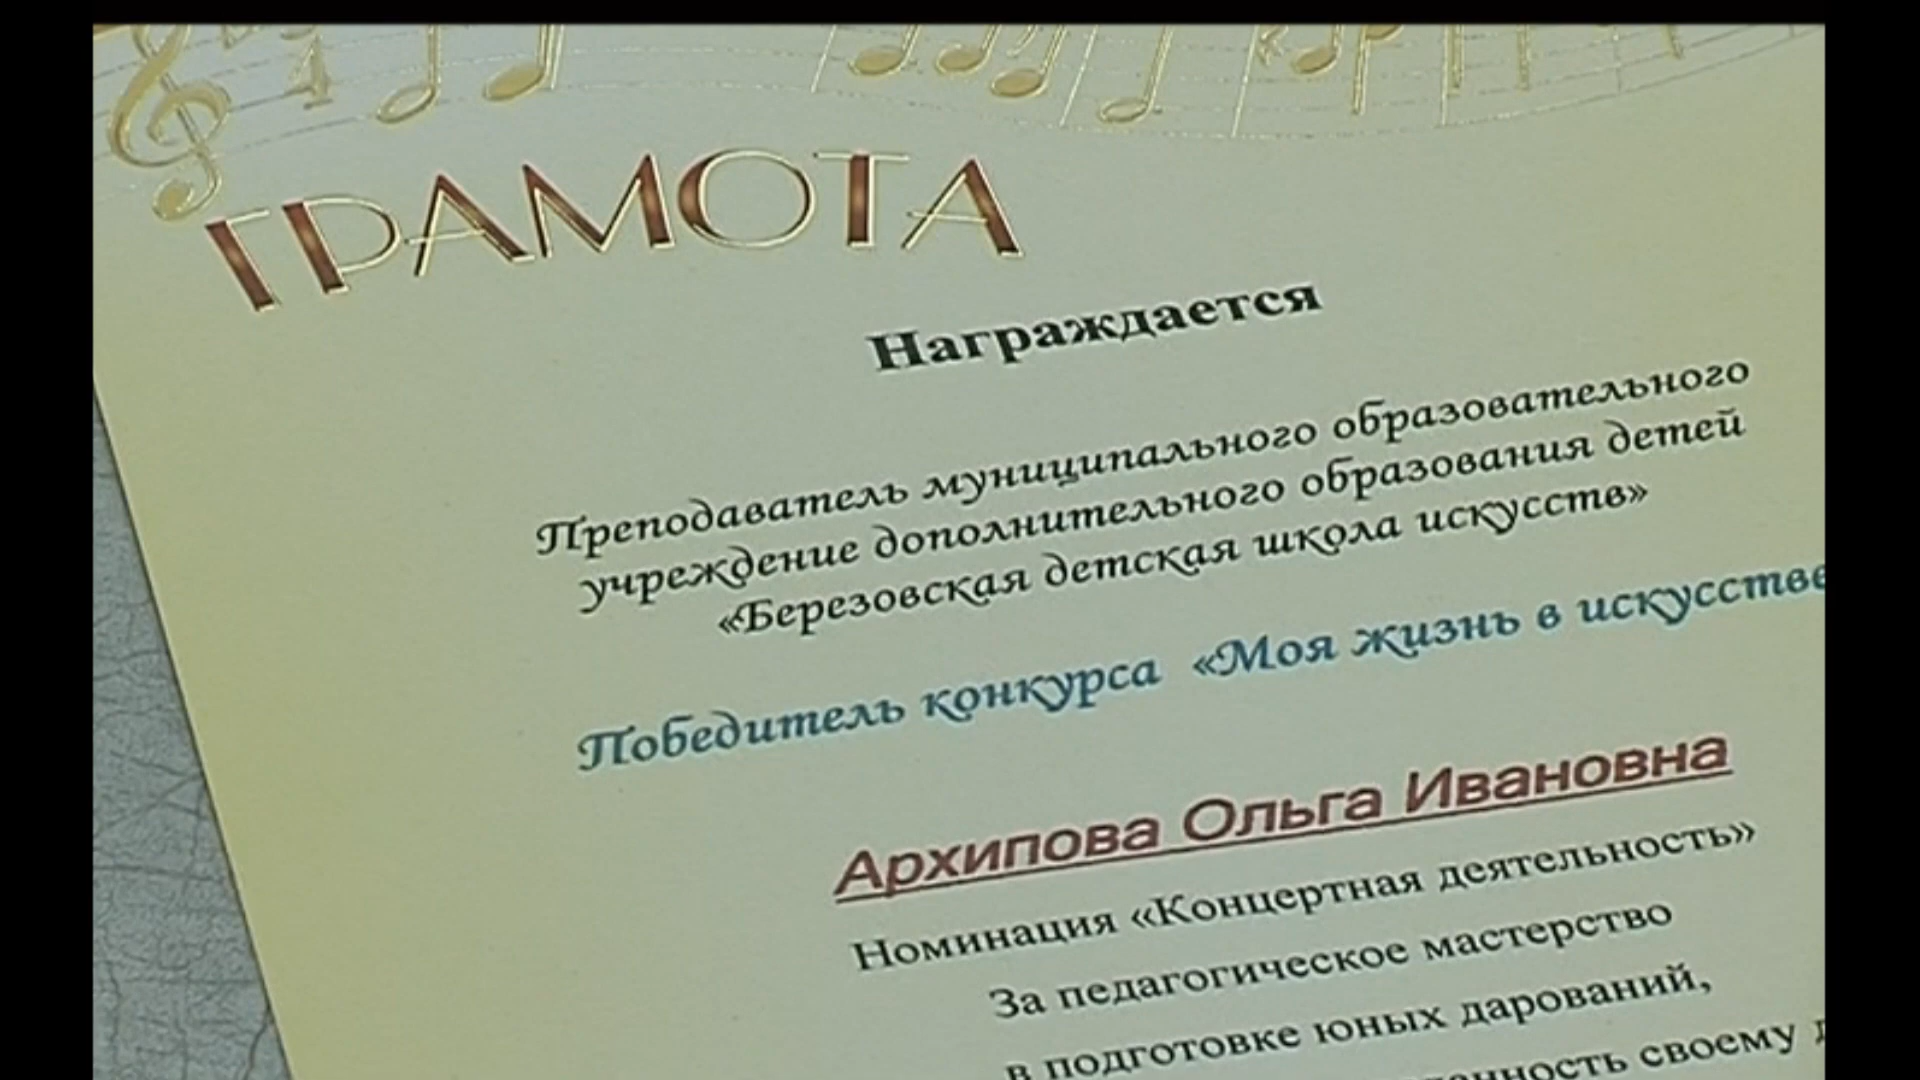 ГРАМОТА
Награждается
Преподаватель муниципального образовательного
учреждение дополнительного образования детей
«Березовская детская школа искусств»
Победитель конкурса «Моя жизнь в искусстве
Архипова Ольга Ивановна
Номинация «Концертная деятельность»
За педагогическое мастерство
в подготовке юных дарований,
своему